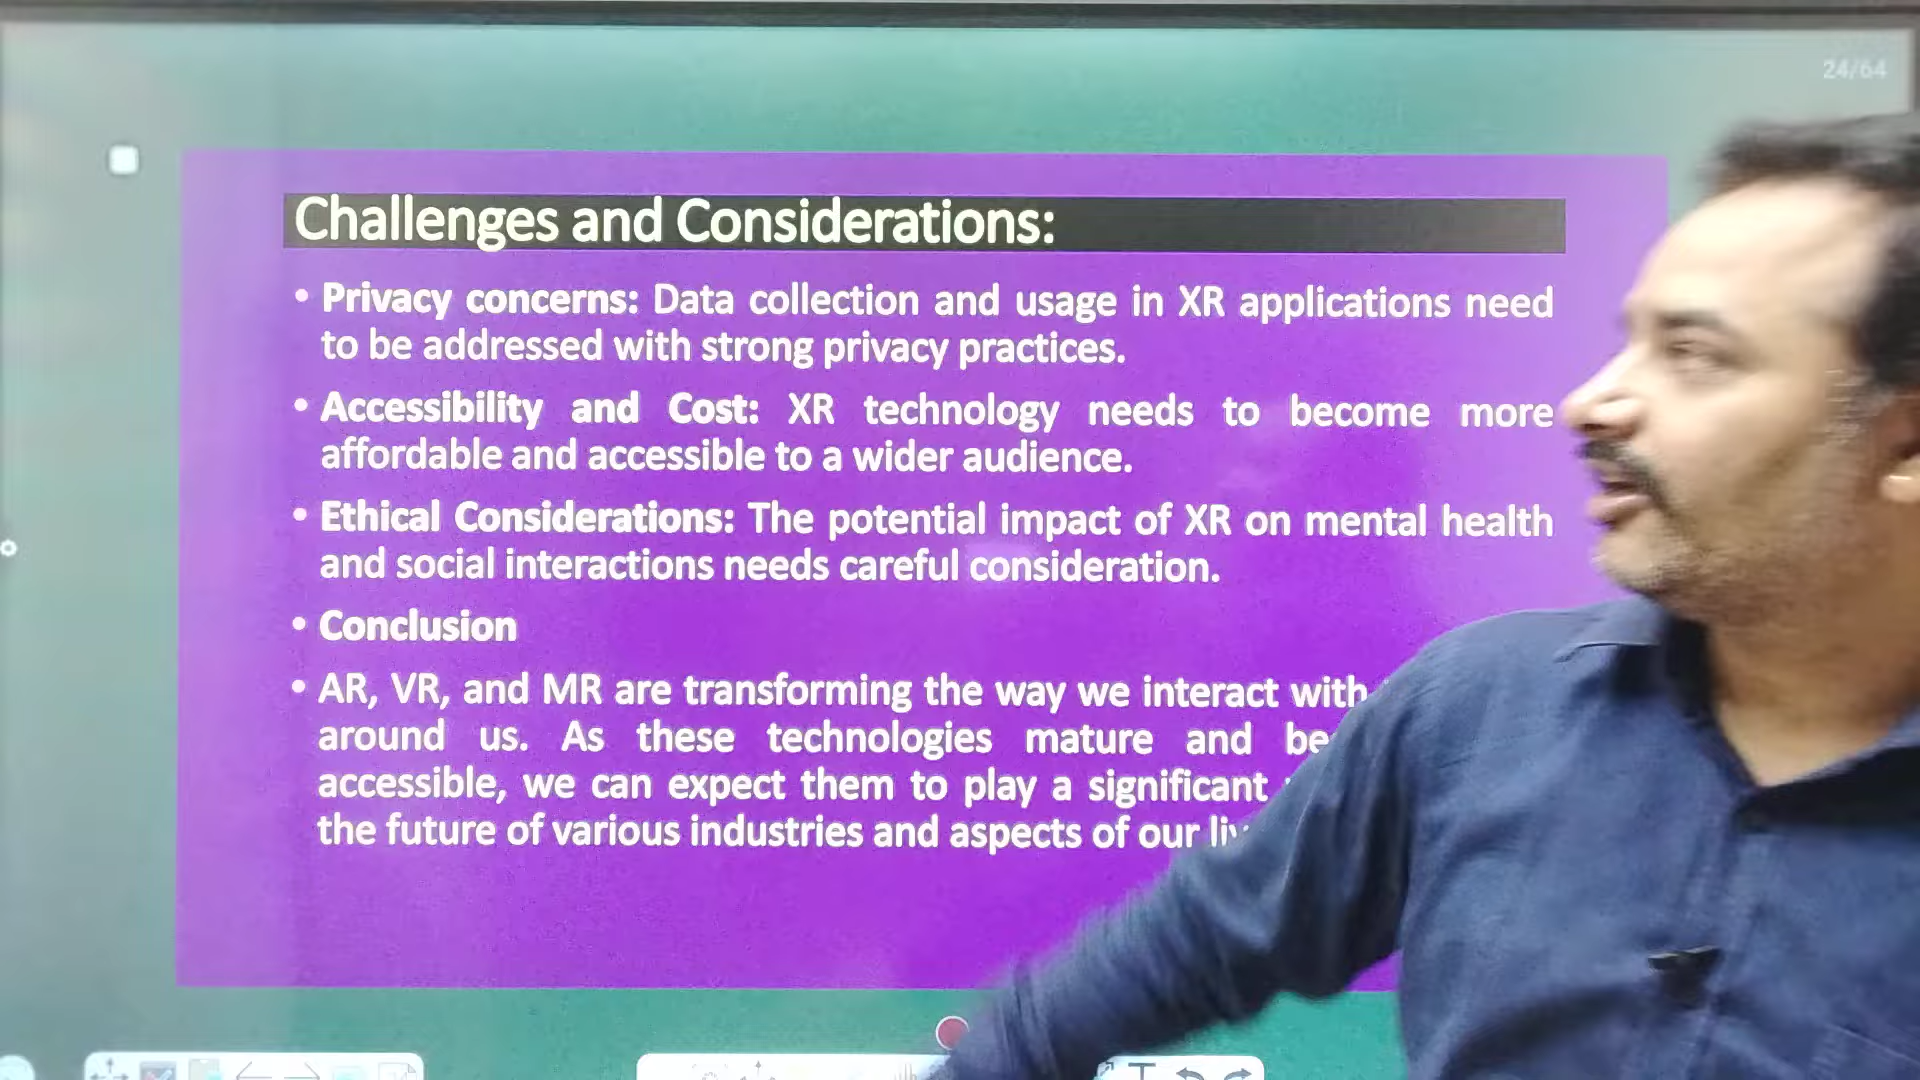 24/64
Challenges and Considerations:
• Privacy concerns: Data collection and usage in XR applications need
to be addressed with strong privacy practices.
• Accessibility and Cost: XR technology needs to become more
affordable and accessible to a wider audience.
• Ethical Considerations: The potential impact of XR on mental health
and social interactions needs careful consideration.
• Conclusion
• AR, VR, and MR are transforming the way we interact with
around us. As these technologies mature and
accessible, we can expect them to play a significant
the future of various industries and aspects of our